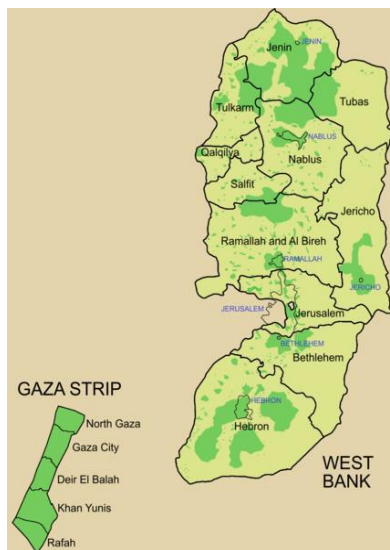 Jenin
JENIN
Tulkarm
Tubas
NABLUS
Qalqilya
Nablus
Salfit
Jericho
Ramallah and Al Bireh
RAMALLAH
JERICHO
JERUSALEM
Jerusalem
BETHLEHEM
Bethlehem
GAZA STRIP
HEBRON
North Gaza
Hebron
Gaza City
WEST
BANK
Deir El Balah
Khan Yunis
Rafah